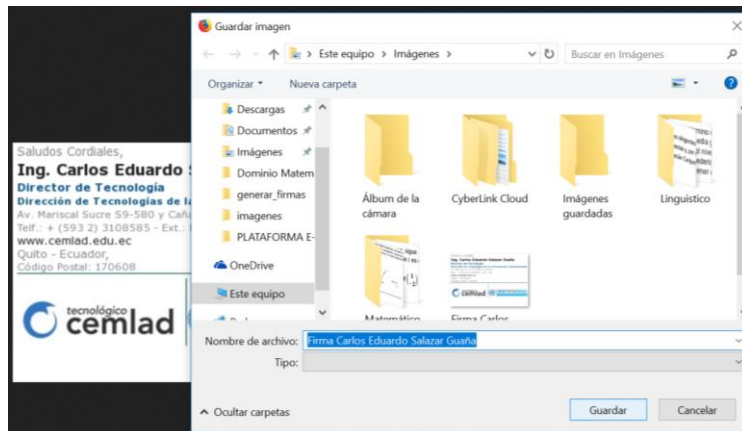 Guardar imagen
Este equipo > Imágenes >
Buscar en Imágenes
Organizar
Nueva carpeta
Descargas
Documentos
Imágenes
Dominio Matem
generar_firmas
imagenes
PLATAFORMA E-
OneDrive
Este equipo
Álbum de la cámara
CyberLink Cloud
Imágenes guardadas
Linguistico
Matemático
Firma Carlos
Nombre de archivo: Firma Carlos Eduardo Salazar Guaña
Tipo:
Ocultar carpetas
Guardar
Cancelar
Saludos Cordiales,
Ing. Carlos Eduardo
Director de Tecnología
Dirección de Tecnologías de la
Av. Mariscal Sucre S9-580 y Caña
Telf.: + (593 2) 3108585 - Ext.:
www.cemlad.edu.ec
Quito - Ecuador,
Código Postal: 170608
tecnológico
cemlad